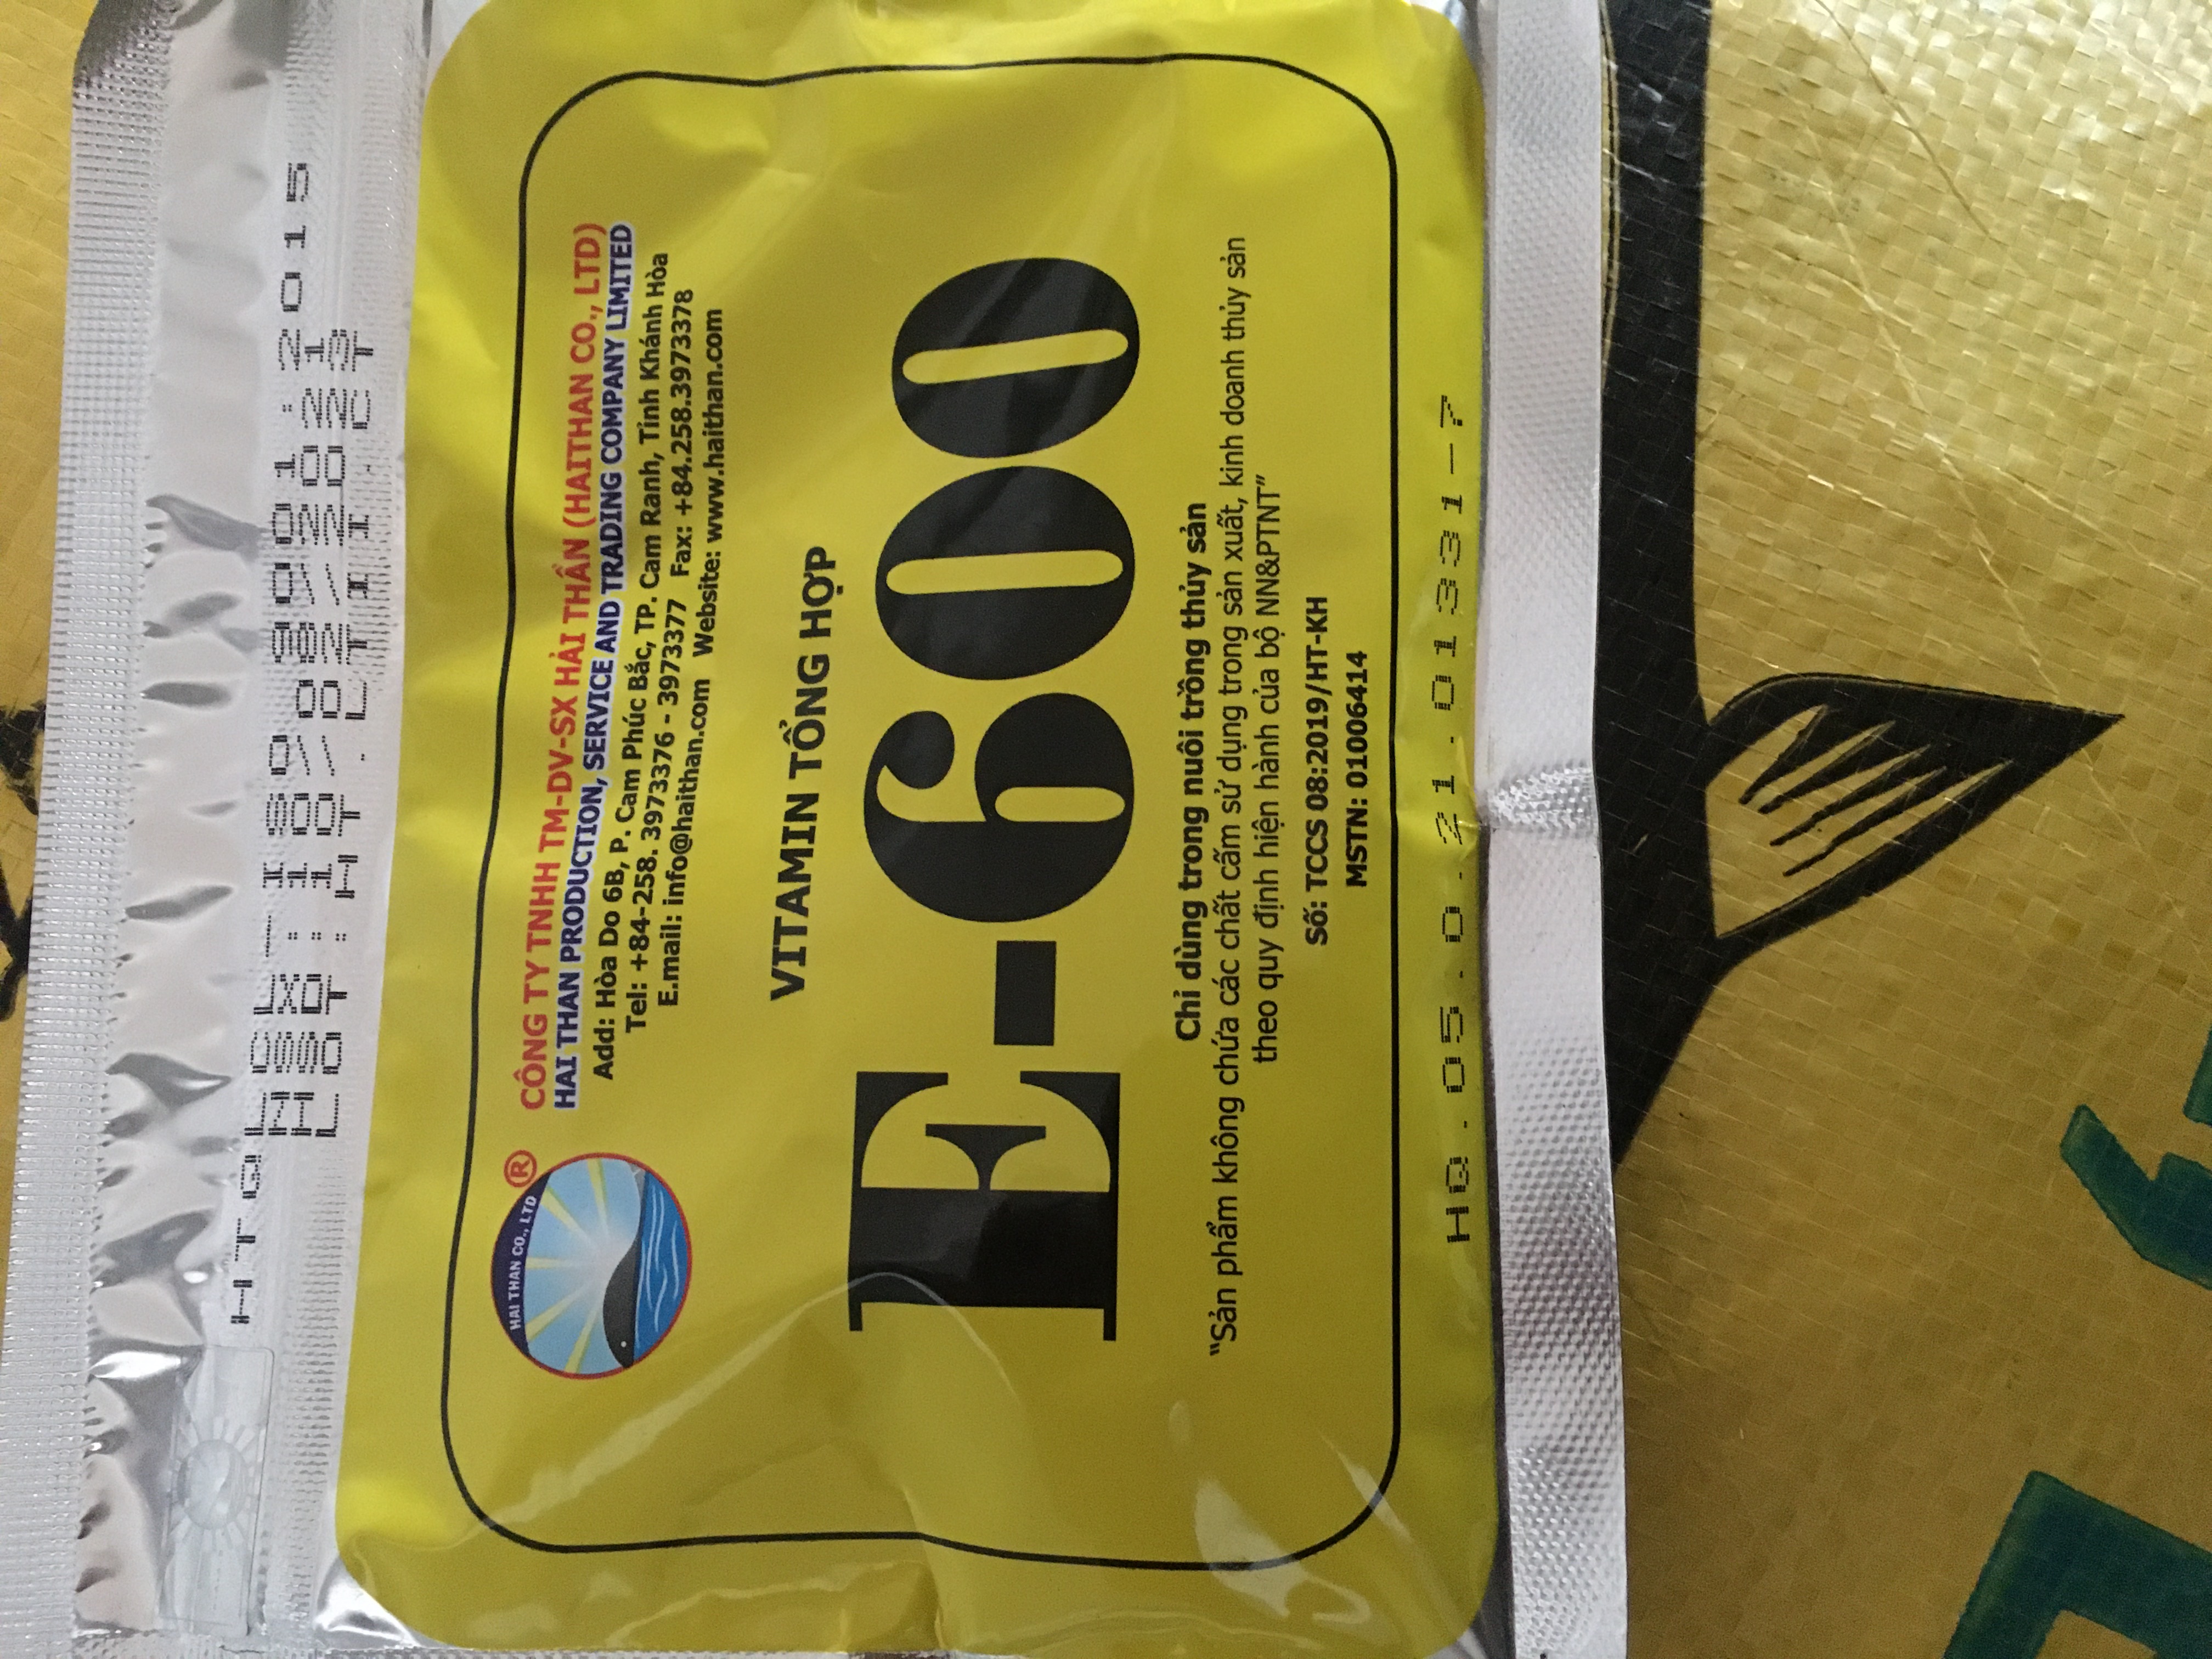 HAI THAN CO., LTD
®
CÔNG TY TNHH TM-DV-SX HẢI THẦN (HAITHAN CO., LTD)
HAI THAN PRODUCTION, SERVICE AND TRADING COMPANY LIMITED
Add: Hòa Do 6B, P. Cam Phúc Bắc, TP. Cam Ranh, Tỉnh Khánh Hòa
Tel: +84-258. 3973376 - 3973377 Fax: +84.258.3973378
E.mail: info@haithan.com Website: www.haithan.com
VITAMIN TỔNG HỢP
E-600
Chỉ dùng trong nuôi trồng thủy sản
“Sản phẩm không chứa các chất cấm sử dụng trong sản xuất, kinh doanh thủy sản
theo quy định hiện hành của bộ NN&PTNT”
Số: TCCS 08:2019/HT-KH
MSTN: 01006414
HQ.05.0.21.01331-7